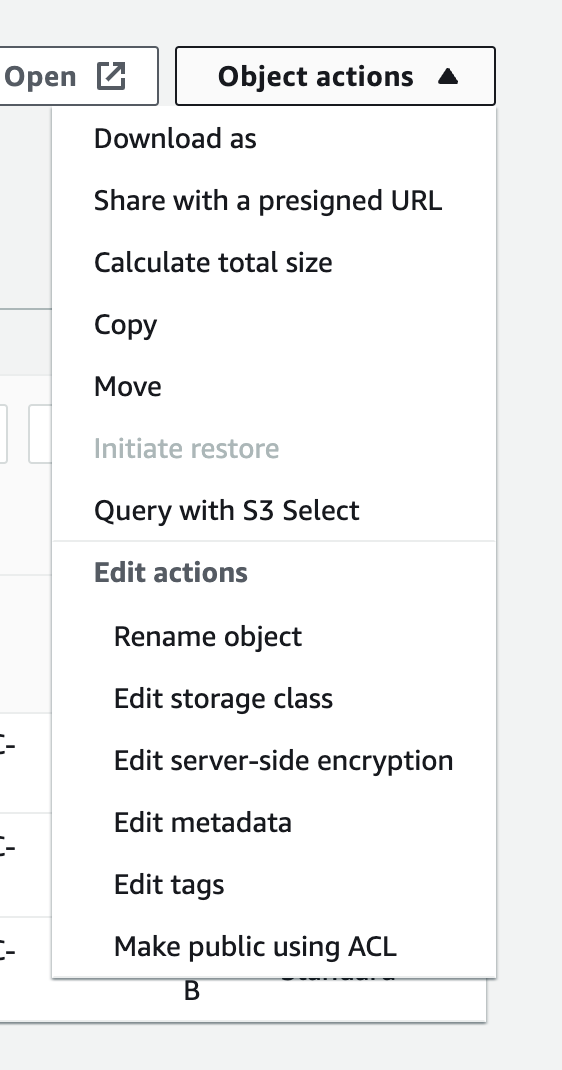 Open
Object actions
Download as
Share with a presigned URL
Calculate total size
Copy
Move
Initiate restore
Query with S3 Select
Edit actions
Rename object
Edit storage class
Edit server-side encryption
Edit metadata
Edit tags
Make public using ACL
B